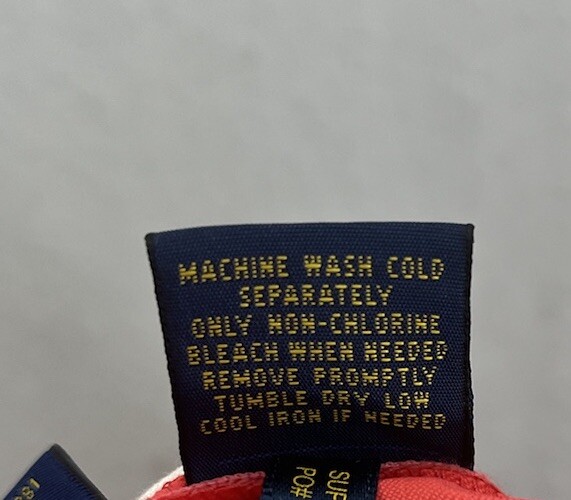 MACHINE WASH COLD
SEPARATELY
ONLY NON-CHLORINE
BLEACH WHEN NEEDED
REMOVE PROMPTLY
TUMBLE DRY LOW
COOL IRON IF NEEDED
PO#